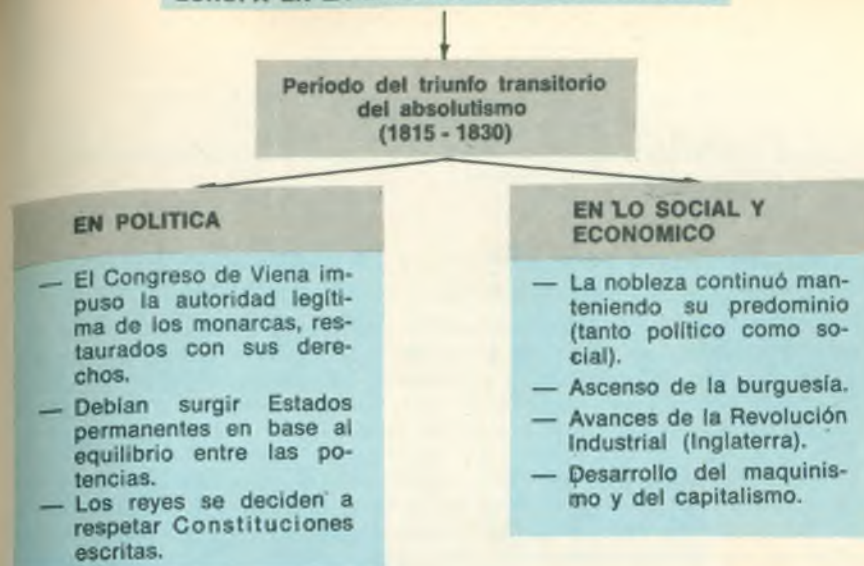 Período del triunfo transitorio
del absolutismo
(1815 - 1830)
EN POLITICA
— El Congreso de Viena im-
puso la autoridad legíti-
ma de los monarcas, res-
taurados con sus dere-
chos.
— Debían surgir Estados
permanentes en base al
equilibrio entre las po-
tencias.
— Los reyes se deciden a
respetar Constituciones
escritas.
EN LO SOCIAL Y
ECONOMICO
— La nobleza continuó man-
teniendo su predominio
(tanto político como so-
cial).
— Ascenso de la burguesía.
— Avances de la Revolución
Industrial (Inglaterra).
— Desarrollo del maquinis-
mo y del capitalismo.